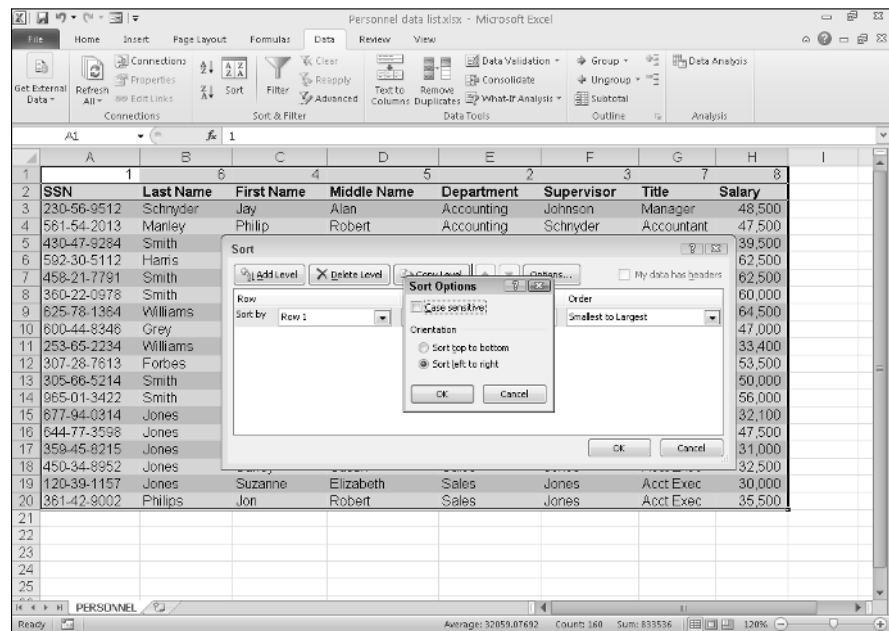 Personnel data list.xlsx - Microsoft Excel
File Home Insert Page Layout Formulas Data Review View
Get External Data
Refresh All
Connections
Properties
Edit Links
Connections
Sort
Filter
Clear
Reapply
Advanced
Sort & Filter
Text to Columns
Remove Duplicates
Data Validation
Consolidate
What-If Analysis
Data Tools
Group
Ungroup
Subtotal
Outline
Data Analysis
Analysis
A1 fx 1
A B C D E F G H I
1 1 6 4 5 2 3 7 8
2 SSN Last Name First Name Middle Name Department Supervisor Title Salary
3 230-56-9512 Schnyder Jay Alan Accounting Johnson Manager 48,500
4 561-54-2013 Manley Philip Robert Accounting Schnyder Accountant 47,500
5 430-47-9284 Smith 39,500
6 592-30-5112 Harris 62,500
7 458-21-7791 Smith 62,500
8 360-22-0978 Smith 60,000
9 625-78-1364 Williams 64,500
10 600-44-8346 Grey 47,000
11 253-65-2234 Williams 33,400
12 307-28-7613 Forbes 53,500
13 305-66-5214 Smith 50,000
14 965-01-3422 Smith 56,000
15 677-94-0314 Jones 32,100
16 644-77-3598 Jones 47,500
17 359-45-8215 Jones 31,000
18 450-34-8952 Jones 32,500
19 120-39-1157 Jones Suzanne Elizabeth Sales Jones Acct Exec 30,000
20 361-42-9002 Philips Jon Robert Sales Jones Acct Exec 35,500
21
22
23
24
25
Sort
Add Level Delete Level Copy Level Options... My data has headers
Row Order
Sort by Row 1 Smallest to Largest
OK Cancel
Sort Options
Case sensitive
Orientation
Sort top to bottom
Sort left to right
OK Cancel
PERSONNEL
Ready Average: 32059.07692 Count: 160 Sum: 833536 120%